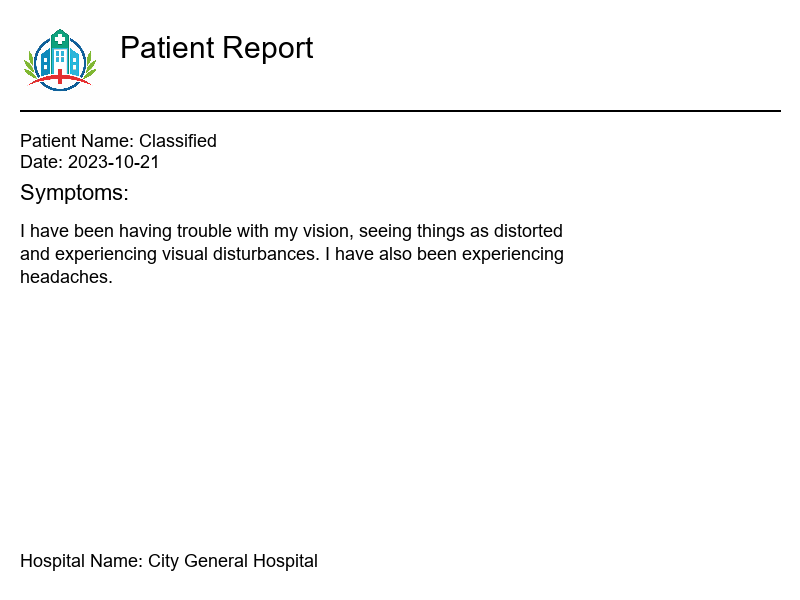 Patient Report
Patient Name: Classified
Date: 2023-10-21
Symptoms:
I have been having trouble with my vision, seeing things as distorted
and experiencing visual disturbances. I have also been experiencing
headaches.
Hospital Name: City General Hospital